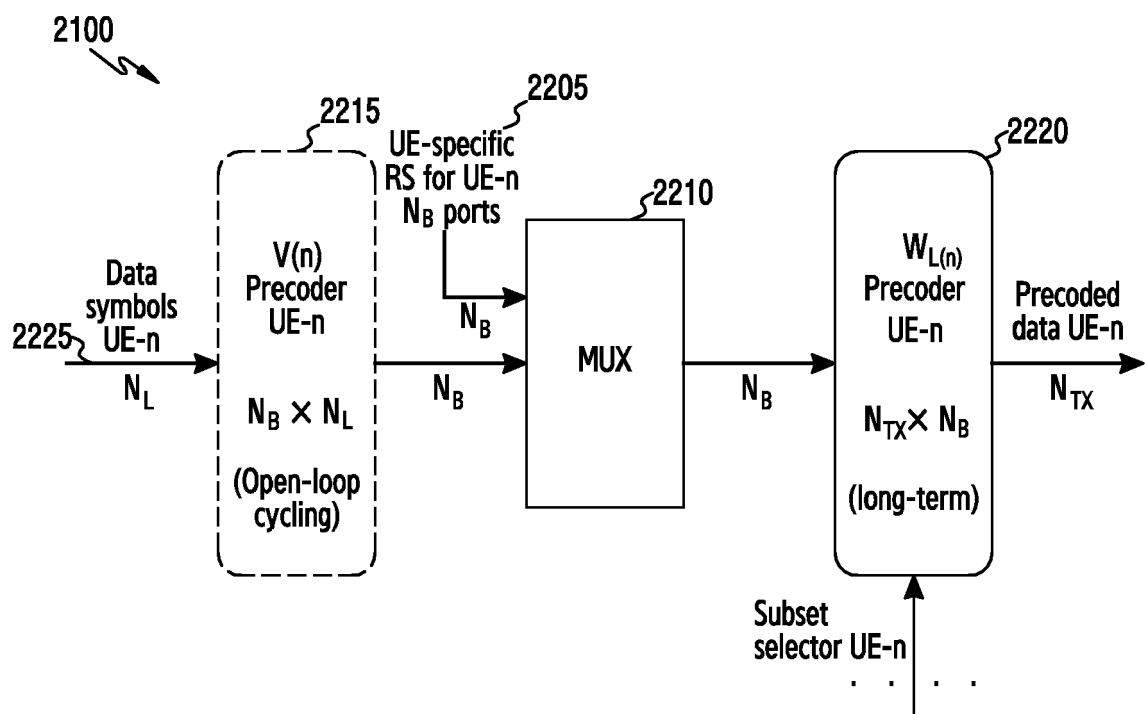 2100
2215
2205
UE-specific
RS for UE-n
N_B ports
2210
2220
Data
symbols
UE-n
2225
N_L
V(n)
Precoder
UE-n
N_B × N_L
(Open-loop
cycling)
N_B
N_B
MUX
N_B
W_L(n)
Precoder
UE-n
N_TX × N_B
(long-term)
Precoded
data UE-n
N_TX
Subset
selector UE-n
. . . .